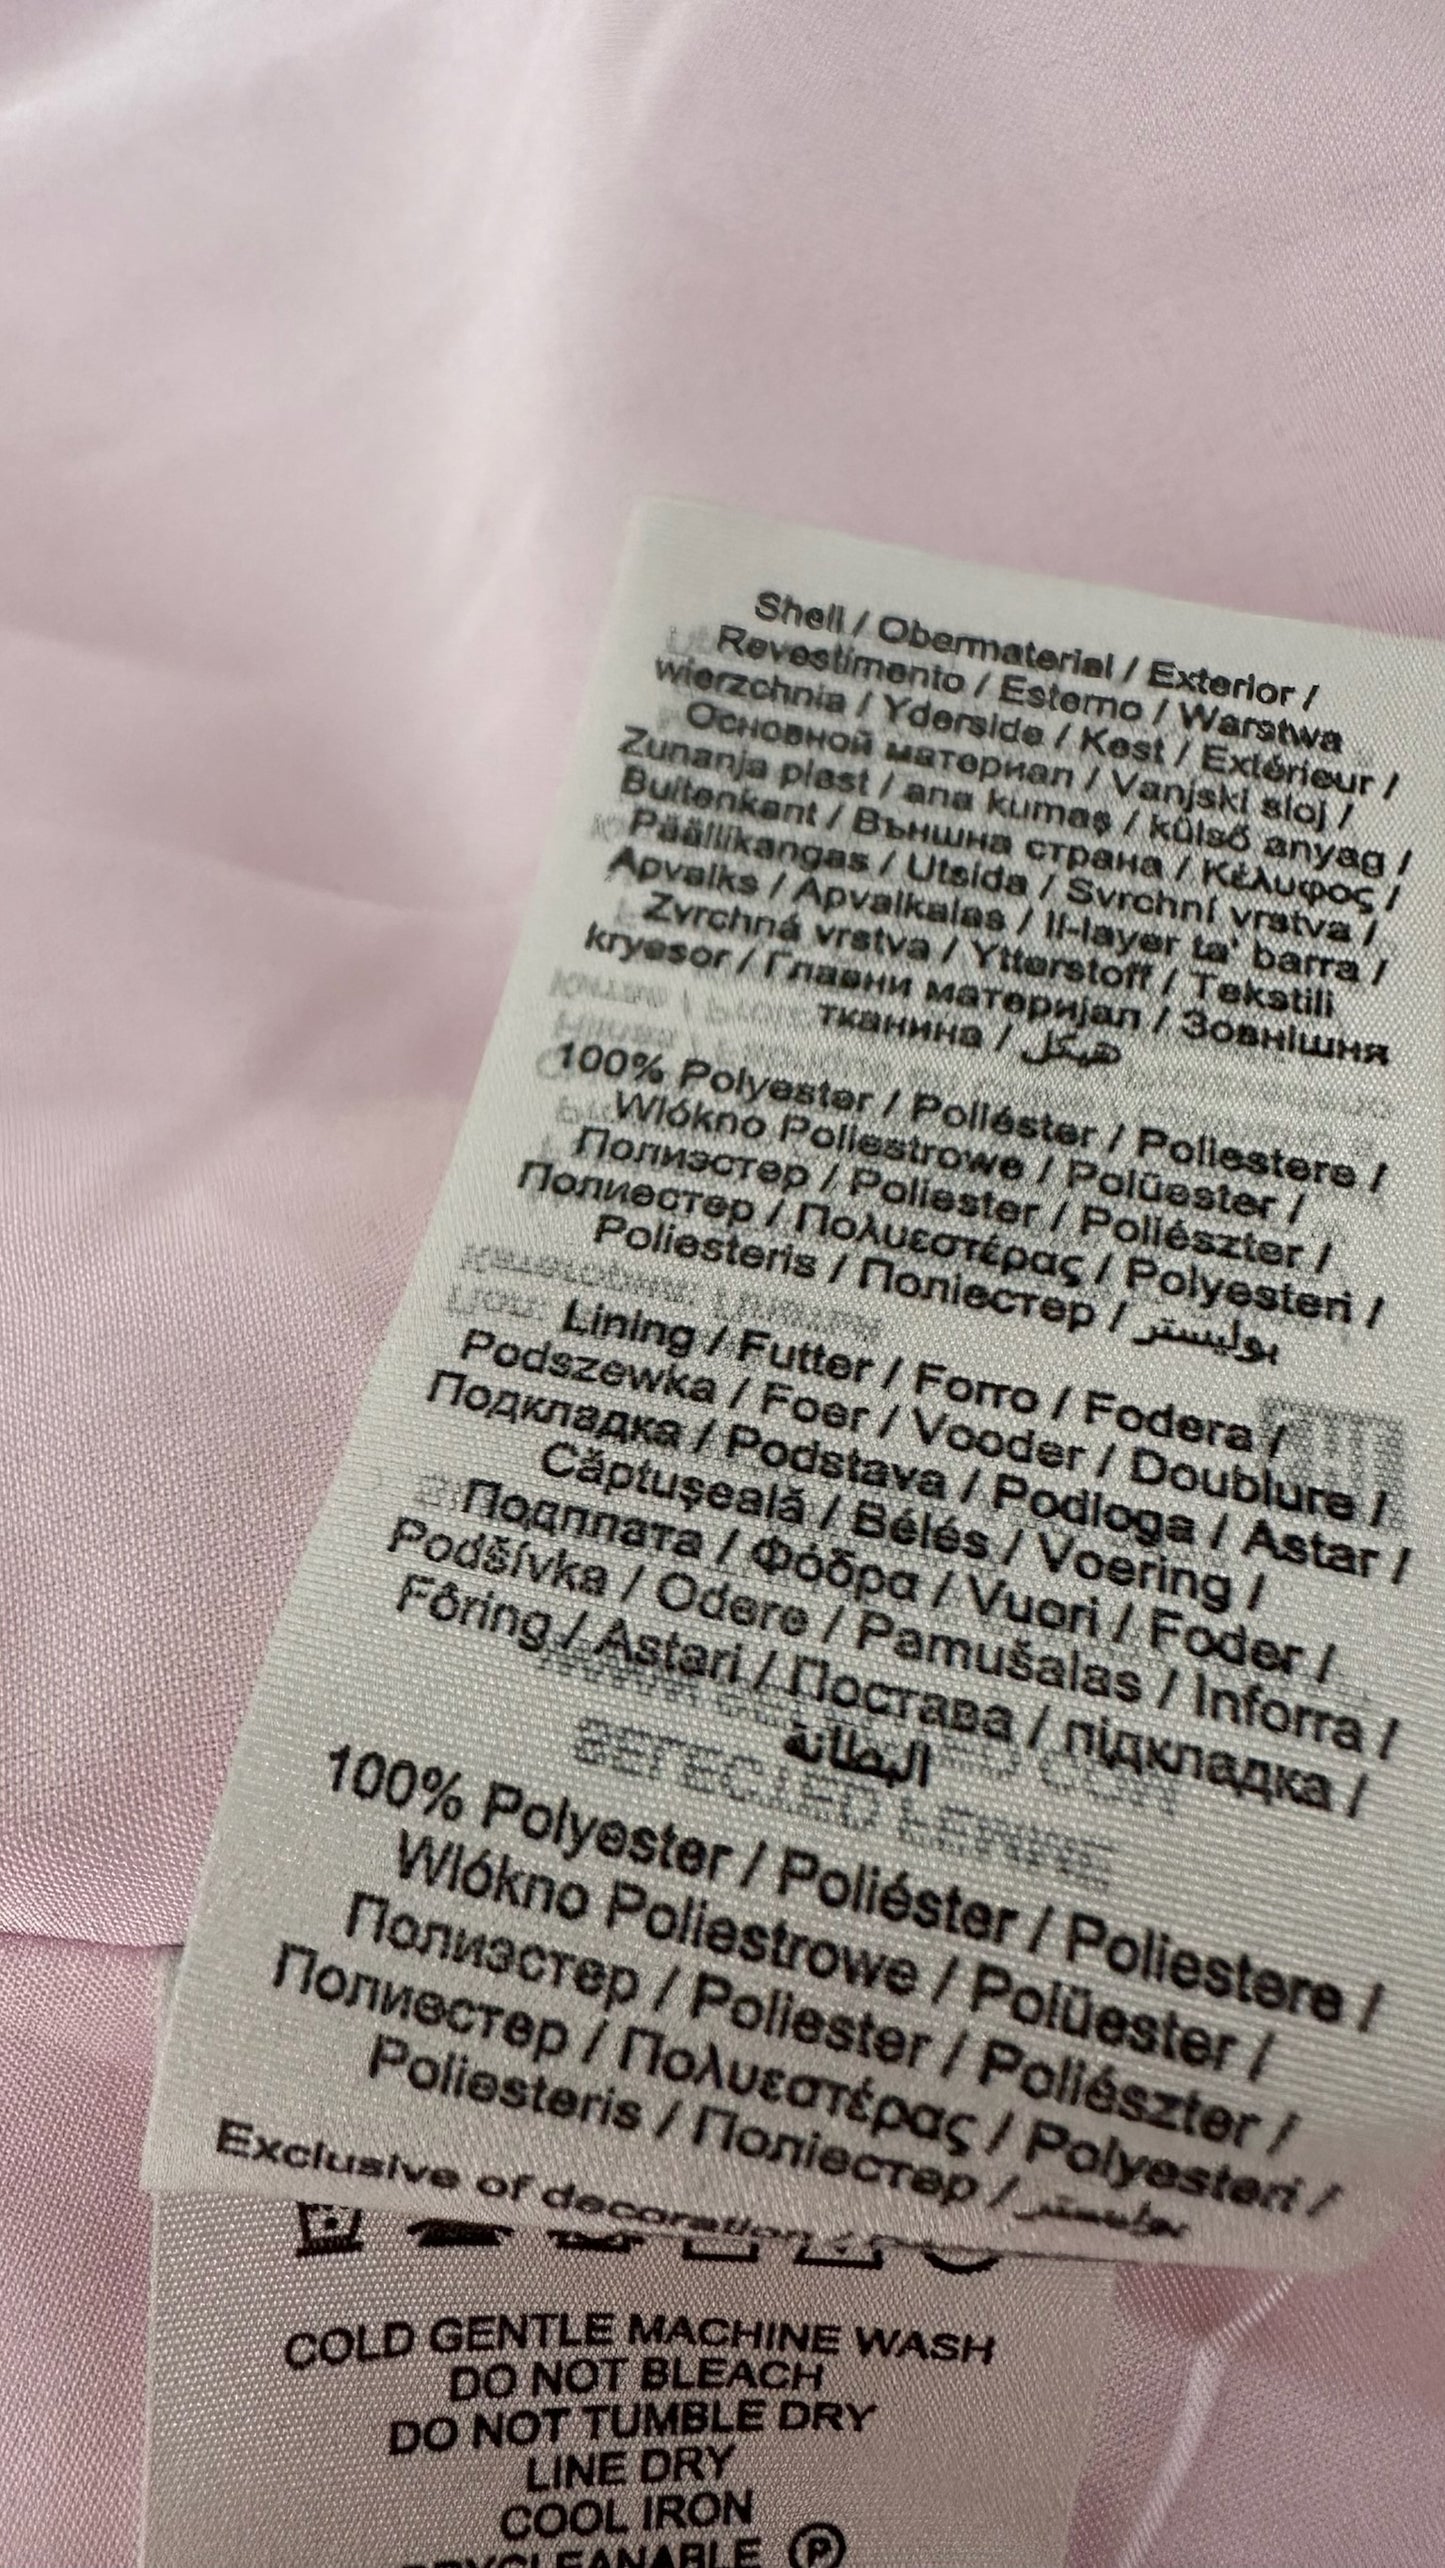 Shell / Obermaterial / Exterior /
Revestimento / Esterno / Warstwa
wierzchnia / Yderside / Kest / Extérieur /
Основной материал / Vanjski sloj /
Zunanja plast / ana kumaş / külső anyag /
Buitenkant / Външна страна / Κέλυφος /
Päällikangas / Utsida / Svrchní vrstva /
Apvalks / Apvalkalas / Il-layer ta' barra /
Zvrchná vrstva / Ytterstoff / Tekstili
kryesor / Главни материјал / Зовнішня
тканина / هيكل
100% Polyester / Poliéster / Poliestere /
Wlókno Poliestrowe / Polüester /
Полиэстер / Poliester / Poliészter /
Полиестер / Πολυεστέρας / Polyesteri /
Poliesteris / Поліестер / بوليستر
Lining / Futter / Forro / Fodera /
Podszewka / Foer / Vooder / Doublure /
Подкладка / Podstava / Podloga / Astar /
Căptuşeală / Bélés / Voering /
Подплата / Φόδρα / Vuori / Foder /
Podšívka / Odere / Pamušalas / Inforra /
Fôring / Astari / Постава / підкладка /
البطانة
100% Polyester / Poliéster / Poliestere /
Wlókno Poliestrowe / Polüester /
Полиэстер / Poliester / Poliészter /
Полиестер / Πολυεστέρας / Polyesteri /
Poliesteris / Поліестер / بوليستر
Exclusive of decoration /
COLD GENTLE MACHINE WASH
DO NOT BLEACH
DO NOT TUMBLE DRY
LINE DRY
COOL IRON
DRYCLEANABLE P